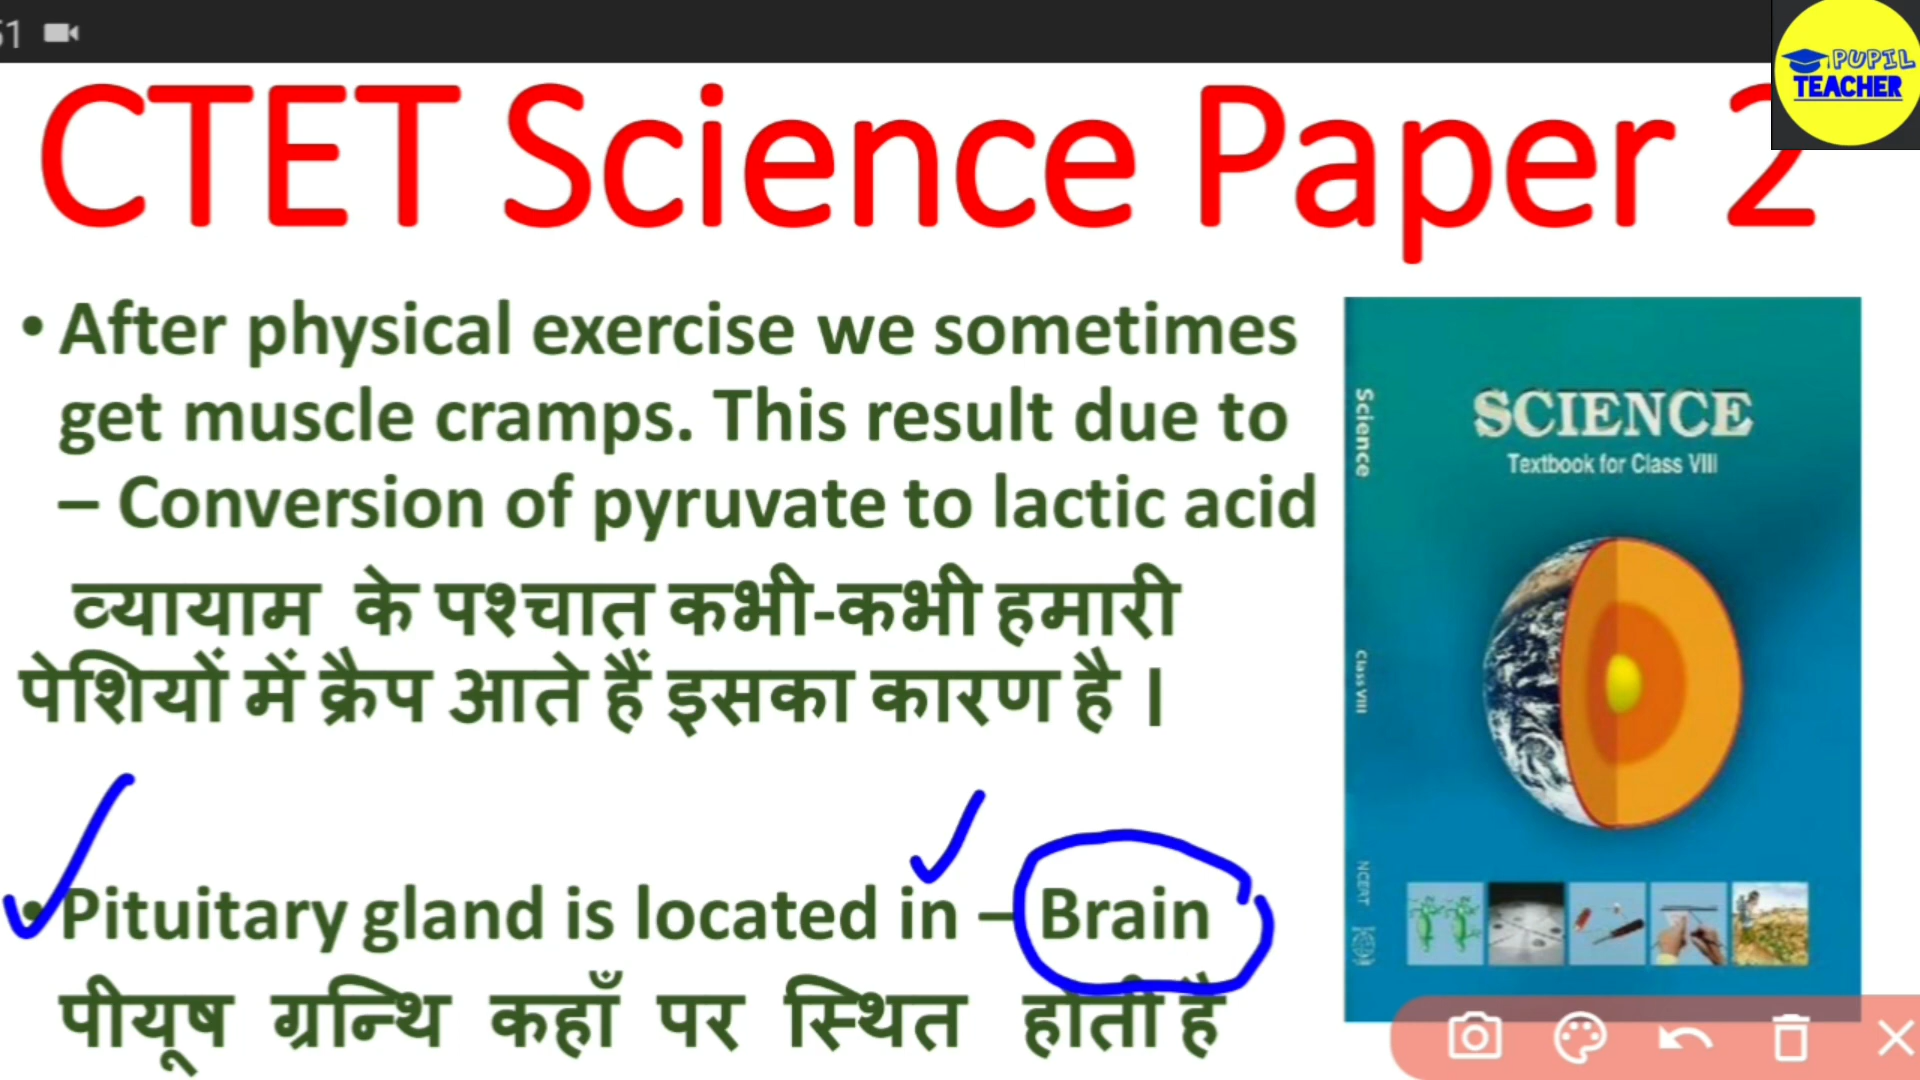 51
PUPIL
TEACHER
CTET Science Paper 2
• After physical exercise we sometimes
get muscle cramps. This result due to
– Conversion of pyruvate to lactic acid
व्यायाम के पश्चात कभी-कभी हमारी
पेशियों में क्रैप आते हैं इसका कारण है ।
• Pituitary gland is located in – Brain
पीयूष ग्रन्थि कहाँ पर स्थित होती है
Science
Class VIII
NCERT
SCIENCE
Textbook for Class VIII